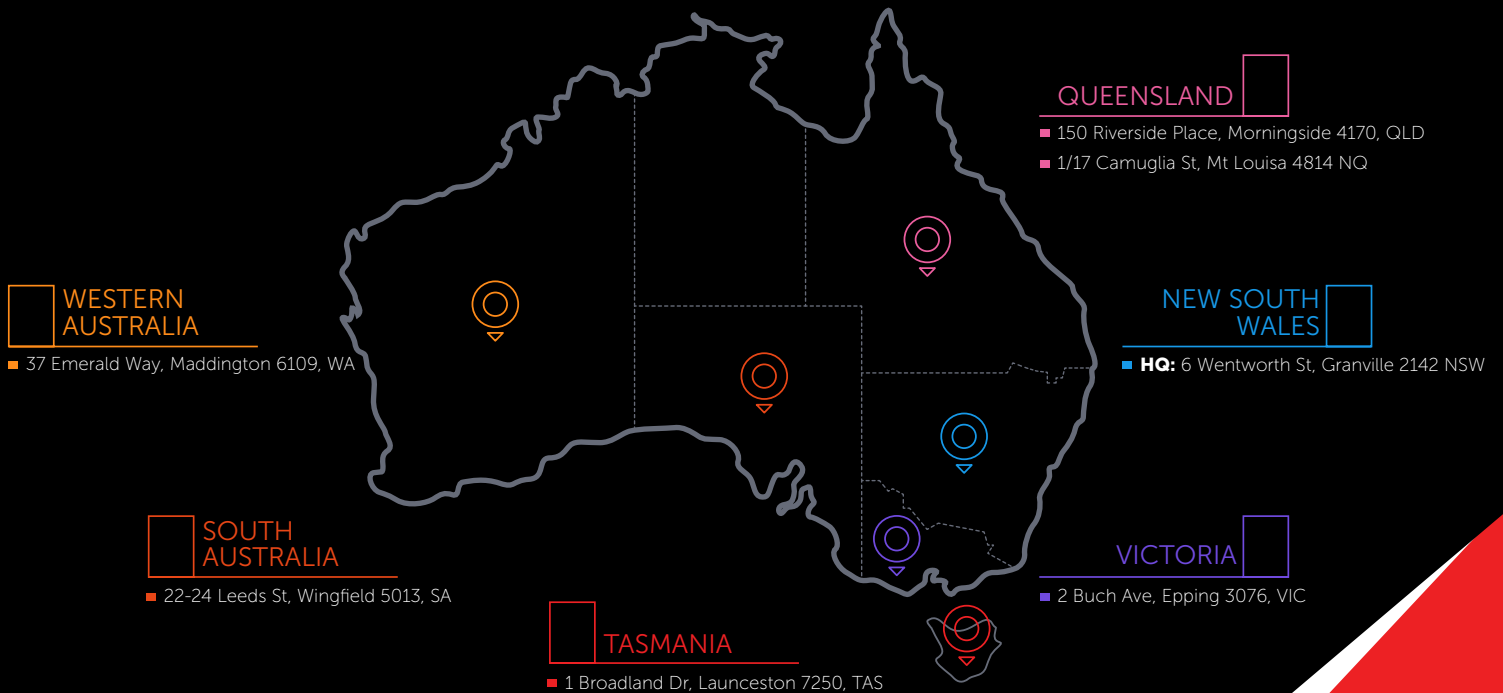 QUEENSLAND
150 Riverside Place, Morningside 4170, QLD
1/17 Camuglia St, Mt Louisa 4814 NQ
WESTERN
AUSTRALIA
37 Emerald Way, Maddington 6109, WA
NEW SOUTH
WALES
HQ: 6 Wentworth St, Granville 2142 NSW
SOUTH
AUSTRALIA
22-24 Leeds St, Wingfield 5013, SA
VICTORIA
2 Buch Ave, Epping 3076, VIC
TASMANIA
1 Broadland Dr, Launceston 7250, TAS